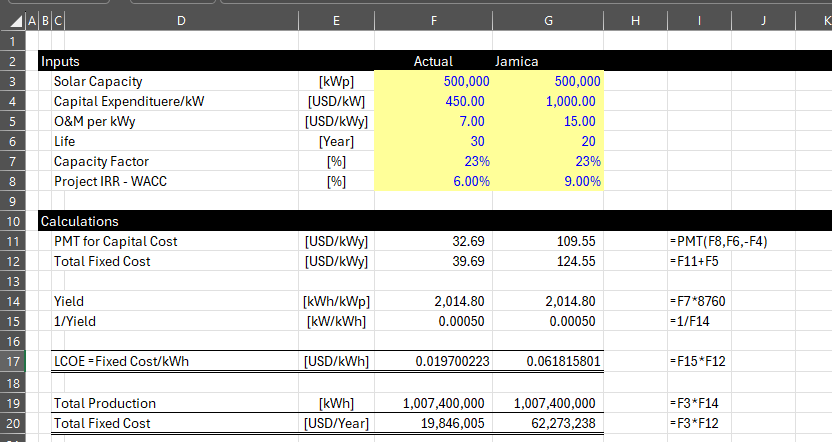 A B C D E F G H I J K
1
2 Inputs Actual Jamica
3 Solar Capacity [kWp] 500,000 500,000
4 Capital Expendituere/kW [USD/kW] 450.00 1,000.00
5 O&M per kWy [USD/kWy] 7.00 15.00
6 Life [Year] 30 20
7 Capacity Factor [%] 23% 23%
8 Project IRR - WACC [%] 6.00% 9.00%
9
10 Calculations
11 PMT for Capital Cost [USD/kWy] 32.69 109.55 =PMT(F8,F6,-F4)
12 Total Fixed Cost [USD/kWy] 39.69 124.55 =F11+F5
13
14 Yield [kWh/kWp] 2,014.80 2,014.80 =F7*8760
15 1/Yield [kW/kWh] 0.00050 0.00050 =1/F14
16
17 LCOE =Fixed Cost/kWh [USD/kWh] 0.019700223 0.061815801 =F15*F12
18
19 Total Production [kWh] 1,007,400,000 1,007,400,000 =F3*F14
20 Total Fixed Cost [USD/Year] 19,846,005 62,273,238 =F3*F12